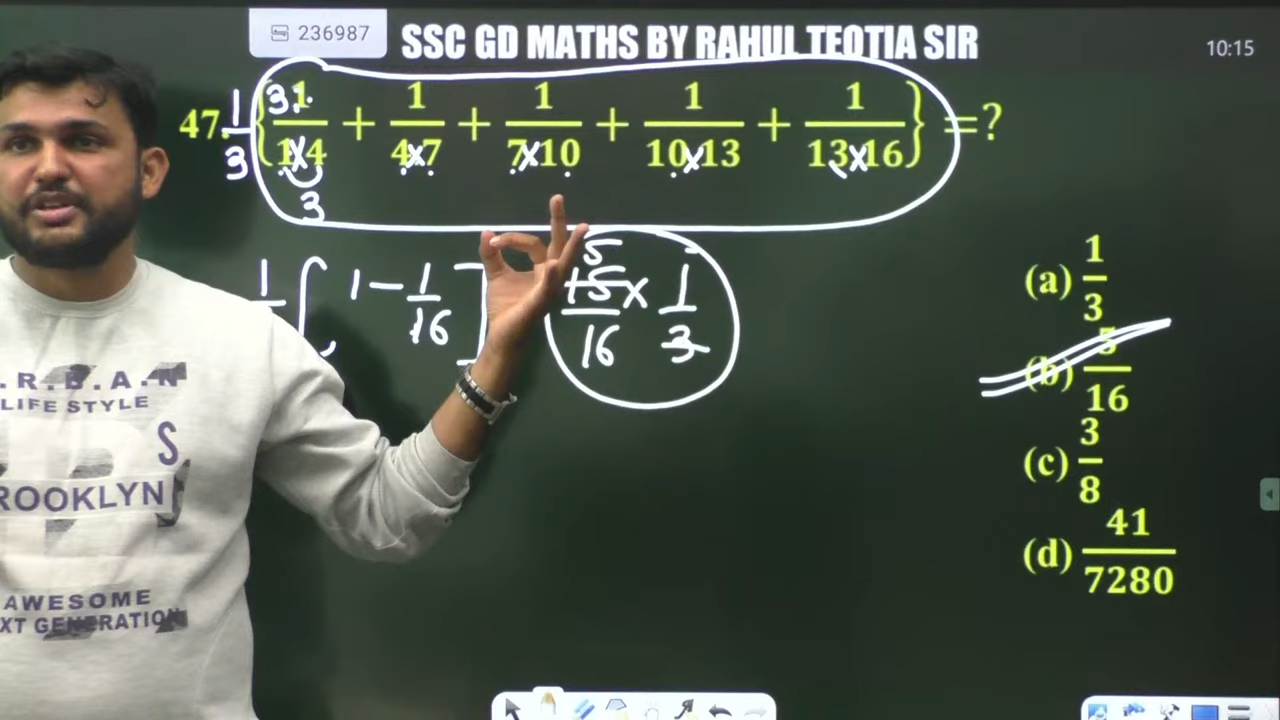 236987
SSC GD MATHS BY RAHUL TEOTIA SIR
10:15
47. 1/3 { 1/1×4 + 1/4×7 + 1/7×10 + 1/10×13 + 1/13×16 } = ?
3
3
1 [ 1 - 1/16 ]
5
15/16 × 1/3
(a) 1/3
(b) 5/16
(c) 3/8
(d) 41/7280
.R.B.A.N
LIFE STYLE
S
ROOKLYN
AWESOME
XT GENERATION